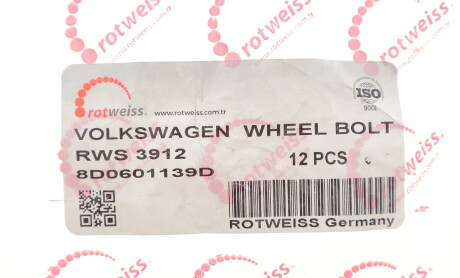 rotweiss
www.rotweiss.com.tr
ISO
9001
VOLKSWAGEN WHEEL BOLT
RWS 3912 12 PCS
8D0601139D
ROTWEISS Germany